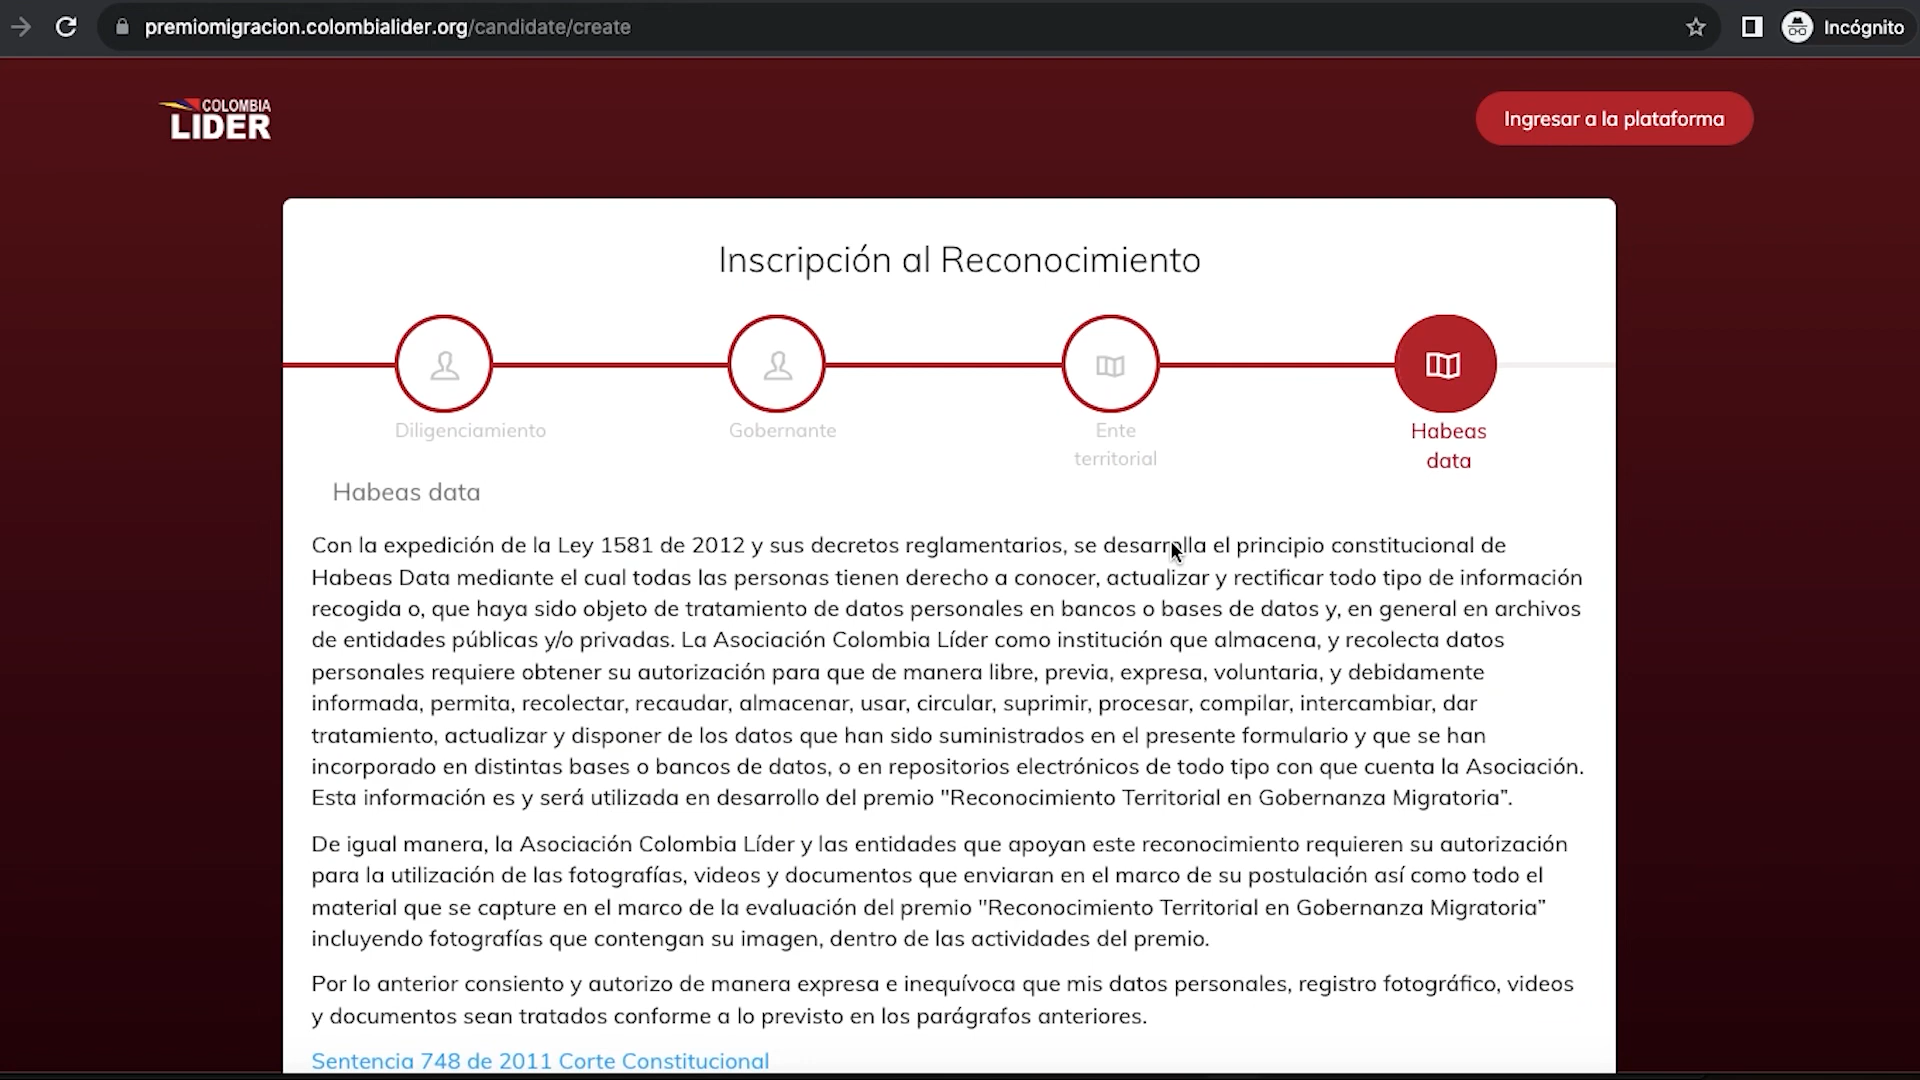 premiomigracion.colombialider.org/candidate/create
Incógnito
COLOMBIA
LIDER
Ingresar a la plataforma
Inscripción al Reconocimiento
Diligenciamiento
Gobernante
Ente
territorial
Habeas
data
Habeas data
Con la expedición de la Ley 1581 de 2012 y sus decretos reglamentarios, se desarrolla el principio constitucional de
Habeas Data mediante el cual todas las personas tienen derecho a conocer, actualizar y rectificar todo tipo de información
recogida o, que haya sido objeto de tratamiento de datos personales en bancos o bases de datos y, en general en archivos
de entidades públicas y/o privadas. La Asociación Colombia Líder como institución que almacena, y recolecta datos
personales requiere obtener su autorización para que de manera libre, previa, expresa, voluntaria, y debidamente
informada, permita, recolectar, recaudar, almacenar, usar, circular, suprimir, procesar, compilar, intercambiar, dar
tratamiento, actualizar y disponer de los datos que han sido suministrados en el presente formulario y que se han
incorporado en distintas bases o bancos de datos, o en repositorios electrónicos de todo tipo con que cuenta la Asociación.
Esta información es y será utilizada en desarrollo del premio "Reconocimiento Territorial en Gobernanza Migratoria”.
De igual manera, la Asociación Colombia Líder y las entidades que apoyan este reconocimiento requieren su autorización
para la utilización de las fotografías, videos y documentos que enviaran en el marco de su postulación así como todo el
material que se capture en el marco de la evaluación del premio "Reconocimiento Territorial en Gobernanza Migratoria”
incluyendo fotografías que contengan su imagen, dentro de las actividades del premio.
Por lo anterior consiento y autorizo de manera expresa e inequívoca que mis datos personales, registro fotográfico, videos
y documentos sean tratados conforme a lo previsto en los parágrafos anteriores.
Sentencia 748 de 2011 Corte Constitucional